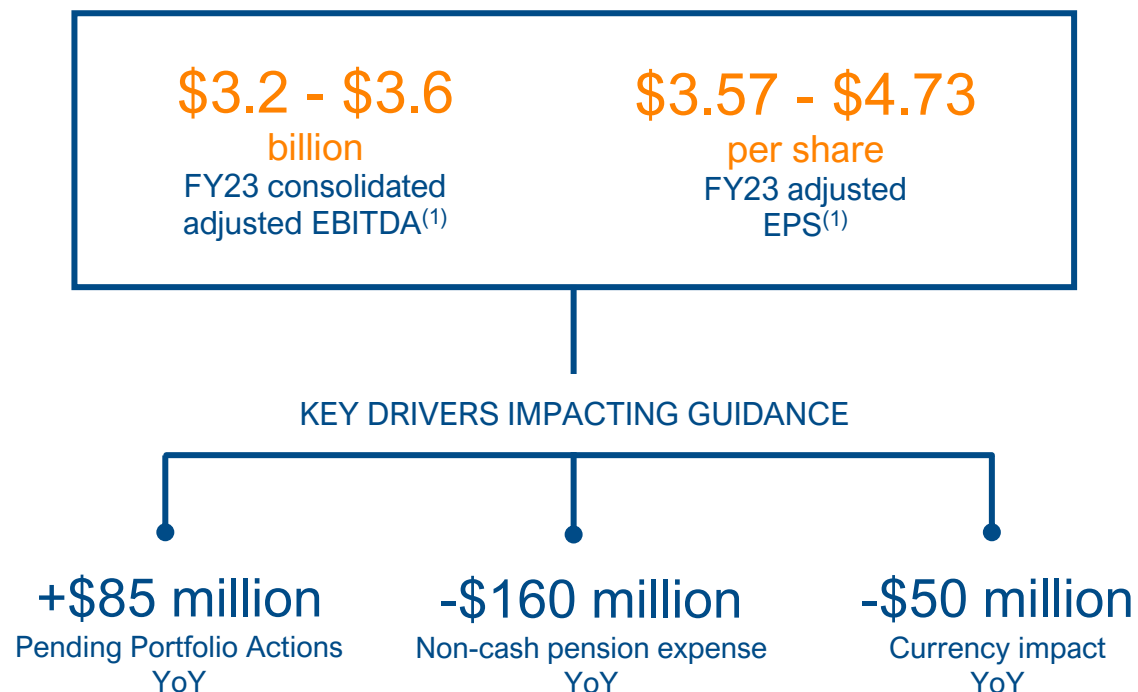 $3.2 - $3.6
billion
FY23 consolidated
adjusted EBITDA(1)
$3.57 - $4.73
per share
FY23 adjusted
EPS(1)
KEY DRIVERS IMPACTING GUIDANCE
+$85 million
Pending Portfolio Actions
YoY
-$160 million
Non-cash pension expense
YoY
-$50 million
Currency impact
YoY